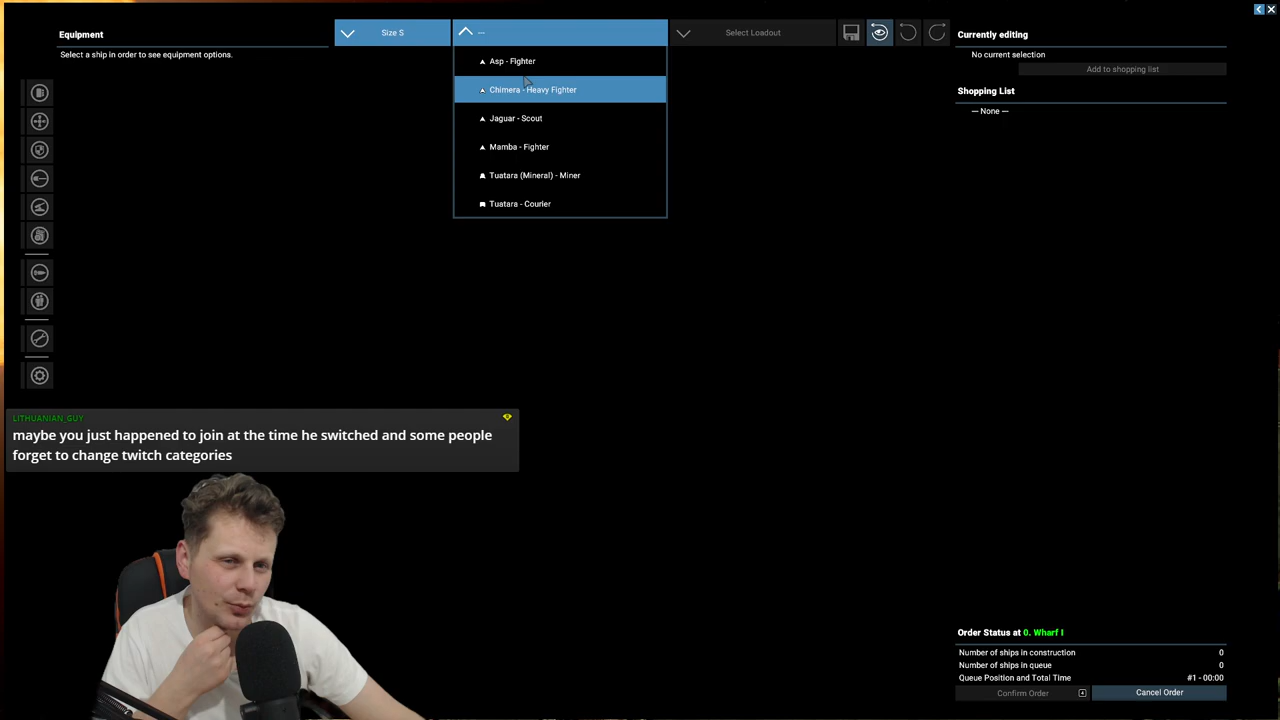 Equipment
Select a ship in order to see equipment options.
Size S
---
Select Loadout
Asp - Fighter
Chimera - Heavy Fighter
Jaguar - Scout
Mamba - Fighter
Tuatara (Mineral) - Miner
Tuatara - Courier
Currently editing
No current selection
Add to shopping list
Shopping List
--- None ---
LITHUANIAN_GUY
maybe you just happened to join at the time he switched and some people
forget to change twitch categories
Order Status at 0. Wharf I
Number of ships in construction 0
Number of ships in queue 0
Queue Position and Total Time #1 - 00:00
Confirm Order
Cancel Order